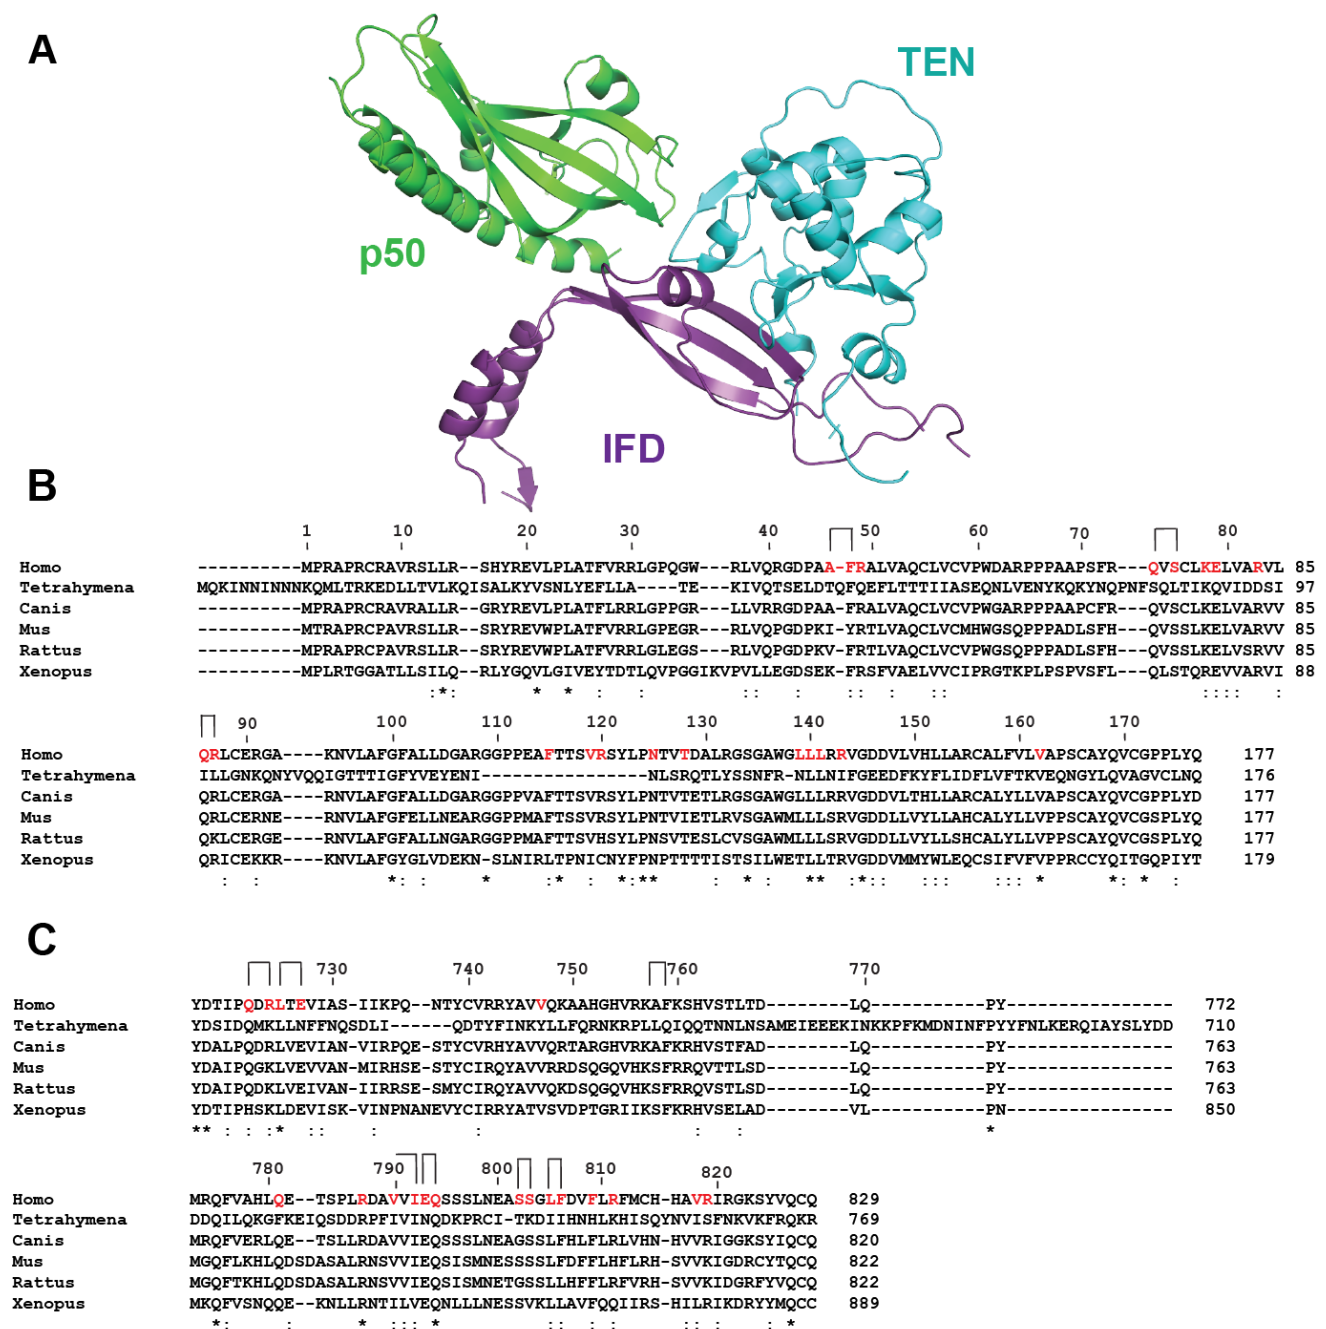 A
TEN
p50
IFD
B
1 10 20 30 40 50 60 70 80
Homo ----------MPRAPRCRAVRSLLR--SHYREVLPLATFVRRLGPQGW--RLVQRGDPAA-FRALVAQCLVCVPWDARPPPAAPSFR---QVSCLKELVARVL 85
Tetrahymena MQKINNINNNKQMLTRKEDLLTVLKQISALKYVSNLYEFLLA----TE--KIVQTSELDTQFQEFLTTTIIASEQNLVENYKQKYNQPNFSQLTIKQVIDDSI 97
Canis ----------MPRAPRCRAVRSLLR--GRYREVLPLATFLRRLGPPGR--RLVRRGDPAA-FRALVAQCLVCVPWGARPPPAAPCFR---QVSCLKELVARVV 85
Mus ----------MTRAPRCPAVRSLLR--SRYREVWPLATFVRRLGPEGR--RLVQPGDPKI-YRTLVAQCLVCMHWGSQPPPADLSFH---QVSSLKELVARVV 85
Rattus ----------MPRAPRCPAVRSLLR--SRYREVWPLATFVRRLGLEGS--RLVQPGDPKV-FRTLVAQCLVCVPWGSQPPPADLSFH---QVSSLKELVSRVV 85
Xenopus ----------MPLRTGGATLLSILQ--RLYGQVLGIVEYTDTLQVPGGIKVPVLLEGDSEK-FRSFVAELVVCIPRGTKPLPSPVSFL---QLSTQREVVARVI 88
:*: * * : : :: : :: : :: :::: :
90 100 110 120 130 140 150 160 170
Homo QRLCERGA----KNVLAFGFALLDGARGGPPEAFTTSVRSYLPNTVTDALRGSGAWGLLLRRVGDDVLVHLLARCALFVLVAPSCAYQVCGPPLYQ 177
Tetrahymena ILLGNKQNYVQQIGTTTIGFYVEYENI----------------NLSRQTLYSSNFR-NLLNIFGEEDFKYFLIDFLVFTKVEQNGYLQVAGVCLNQ 176
Canis QRLCERGA----RNVLAFGFALLDGARGGPPVAFTTSVRSYLPNTVTETLRGSGAWGLLLRRVGDDVLTHLLARCALYLLVAPSCAYQVCGPPLYD 177
Mus QRLCERNE----RNVLAFGFELLNEARGGPPMAFTSSVRSYLPNTVIETLRVSGAWMLLLSRVGDDLLVYLLAHCALYLLVPPSCAYQVCGSPLYQ 177
Rattus QKLCERGE----RNVLAFGFALLNGARGGPPMAFTTSVHSYLPNSVTESLCVSGAWMLLLSRVGDDLLVYLLSHCALYLLVPPSCAYQVCGSPLYQ 177
Xenopus QRICEKKR----KNVLAFGYGLVDEKN-SLNIRLTPNICNYFPNPTTTTISTSILWETLLTRVGDDVMMYWLEQCSIFVFVPPRCCYQITGQPIYT 179
: : *: : * :* : *:** : * : ** :*:: ::: ::: * *: * :
C
730 740 750 760 770
Homo YDTIPQDRLTEVIAS-IIKPQ--NTYCVRRYAVVQKAAHGHVRKAFKSHVSTLTD--------LQ-----------PY---------------- 772
Tetrahymena YDSIDQMKLLNFFNQSDLI------QDTYFINKYLLFQRNKRPLLQIQQTNNLNSAMEIEEEKINKKPFKMDNINFPYYFNLKERQIAYSLYDD 710
Canis YDALPQDRLVEVIAN-VIRPQE-STYCVRHYAVVQRTARGHVRKAFKRHVSTFAD--------LQ-----------PY---------------- 763
Mus YDAIPQGKLVEVVAN-MIRHSE-STYCIRQYAVVRRDSQGQVHKSFRRQVTTLSD--------LQ-----------PY---------------- 763
Rattus YDAIPQDKLVEIVAN-IIRRSE-SMYCIRQYAVVQKDSQGQVHKSFRRQVSTLSD--------LQ-----------PY---------------- 763
Xenopus YDTIPHSKLDEVISK-VINPNANEVYCIRRYATVSVDPTGRIIKSFKRHVSELAD--------VL-----------PN---------------- 850
** : : :* :: : : : : *
780 790 800 810 820
Homo MRQFVAHLQE--TSPLRDAVVIEQSSSLNEASSGLFDVFLRFMCH-HAVRIRGKSYVQCQ 829
Tetrahymena DDQILQKGFKEIQSDDRPFIVINQDKPRCI-TKDIIHNHLKHISQYNVISFNKVKFRQKR 769
Canis MRQFVERLQE--TSLLRDAVVIEQSSSLNEAGSSLFHLFLRLVHN-HVVRIGGKSYIQCQ 820
Mus MGQFLKHLQDSDASALRNSVVIEQSISMNESSSSLFDFFLHFLRH-SVVKIGDRCYTQCQ 822
Rattus MGQFTKHLQDSDASALRNSVVIEQSISMNETGSSLLHFFLRFVRH-SVVKIDGRFYVQCQ 822
Xenopus MKQFVSNQQE--KNLLRNTILVEQNLLLNESSVKLLAVFQQIIRS-HILRIKDRYYMQCC 889
*: : * ::: * :: : : :: : : *